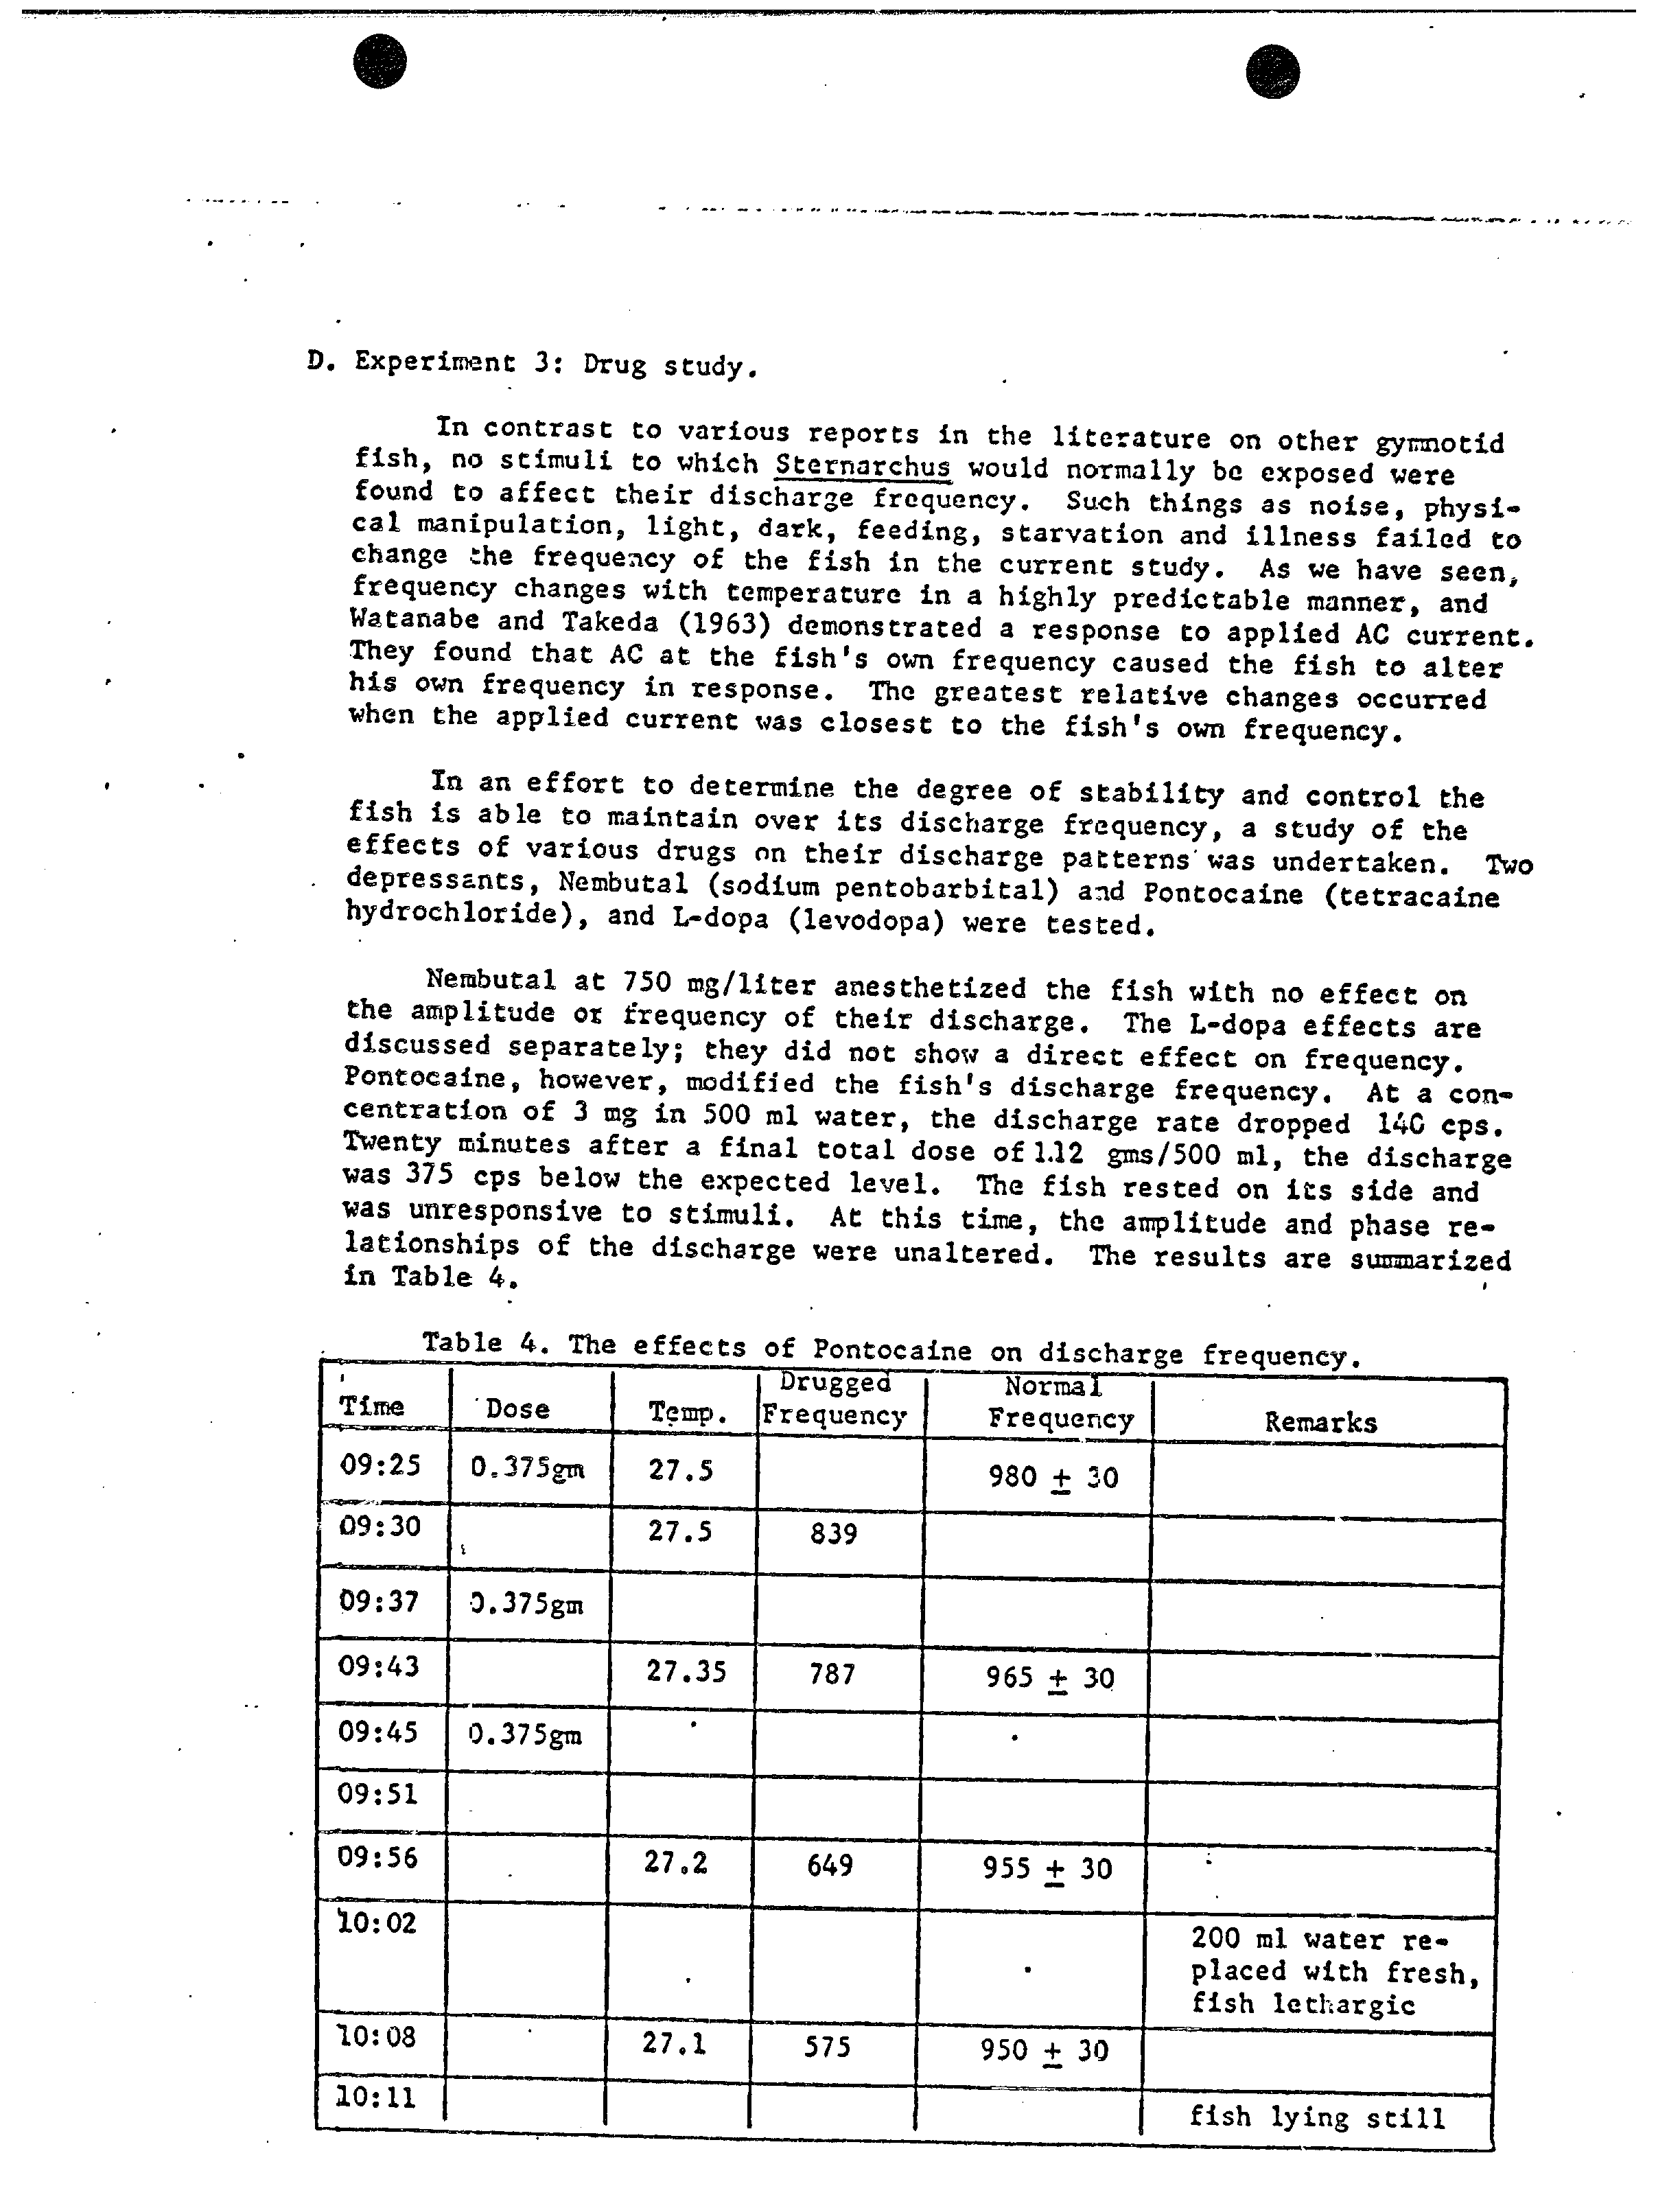 D. Experiment 3: Drug study.
In contrast to various reports in the literature on other gymnotid
fish, no stimuli to which Sternarchus would normally be exposed were
found to affect their discharge frequency. Such things as noise, physi-
cal manipulation, light, dark, feeding, starvation and illness failed to
change the frequency of the fish in the current study. As we have seen,
frequency changes with temperature in a highly predictable manner, and
Watanabe and Takeda (1963) demonstrated a response to applied AC current.
They found that AC at the fish's own frequency caused the fish to alter
his own frequency in response. The greatest relative changes occurred
when the applied current was closest to the fish's own frequency.
In an effort to determine the degree of stability and control the
fish is able to maintain over its discharge frequency, a study of the
effects of various drugs on their discharge patterns was undertaken. Two
depressants, Nembutal (sodium pentobarbital) and Pontocaine (tetracaine
hydrochloride), and L-dopa (levodopa) were tested.
Nembutal at 750 mg/liter anesthetized the fish with no effect on
the amplitude or frequency of their discharge. The L-dopa effects are
discussed separately; they did not show a direct effect on frequency.
Pontocaine, however, modified the fish's discharge frequency. At a con-
centration of 3 mg in 500 ml water, the discharge rate dropped 140 cps.
Twenty minutes after a final total dose of 1.12 gms/500 ml, the discharge
was 375 cps below the expected level. The fish rested on its side and
was unresponsive to stimuli. At this time, the amplitude and phase re-
lationships of the discharge were unaltered. The results are summarized
in Table 4.
Table 4. The effects of Pontocaine on discharge frequency.
Time Dose Temp. Drugged Frequency Normal Frequency Remarks
09:25 0.375gm 27.5 980 ± 30
09:30 27.5 839
09:37 0.375gm
09:43 27.35 787 965 ± 30
09:45 0.375gm
09:51
09:56 27.2 649 955 ± 30
10:02 200 ml water re-
placed with fresh,
fish lethargic
10:08 27.1 575 950 ± 30
10:11 fish lying still